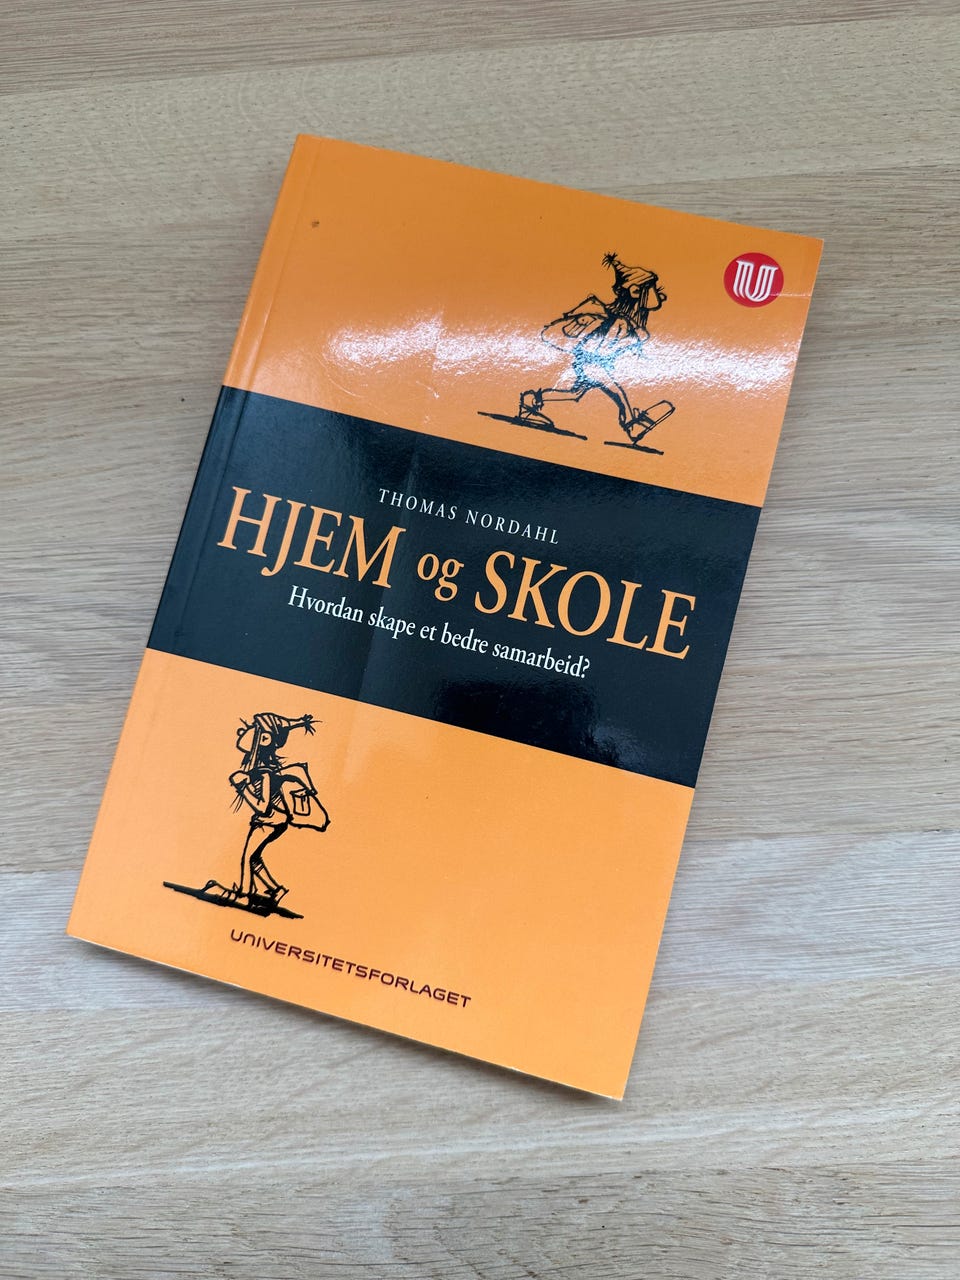 U
THOMAS NORDAHL
HJEM og SKOLE
Hvordan skape et bedre samarbeid?
UNIVERSITETSFORLAGET